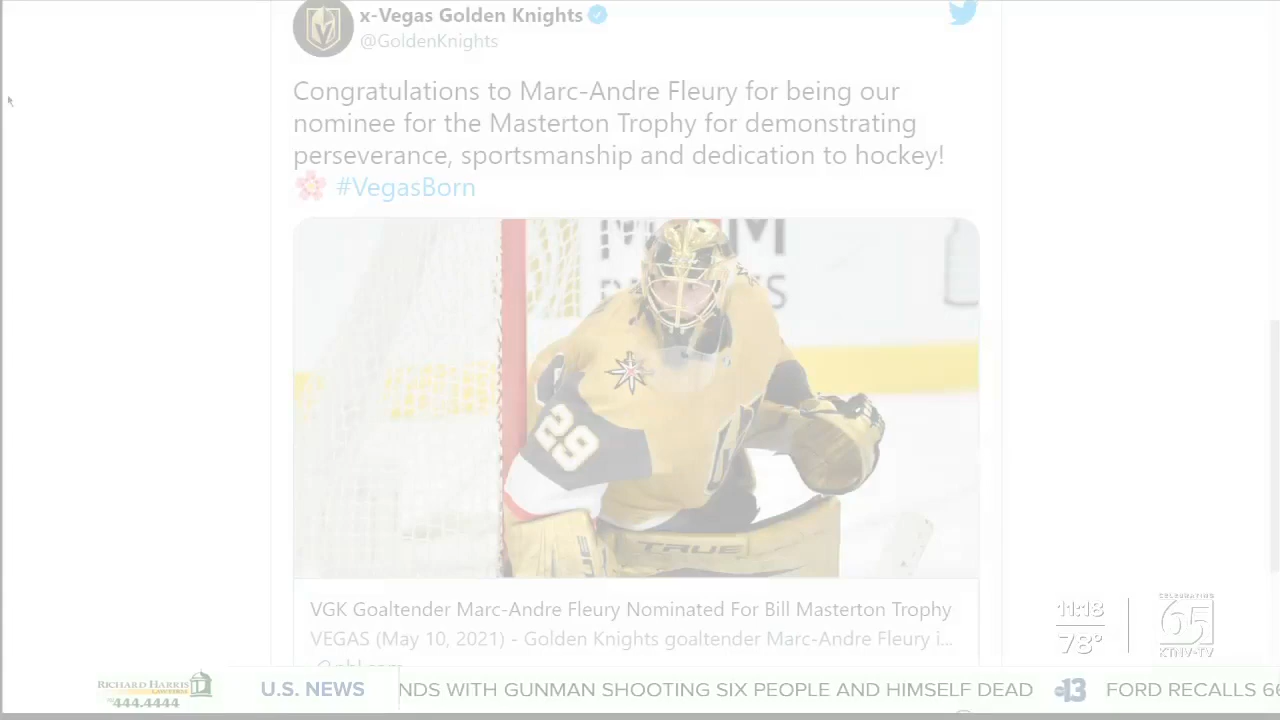 x-Vegas Golden Knights
@GoldenKnights
Congratulations to Marc-Andre Fleury for being our
nominee for the Masterton Trophy for demonstrating
perseverance, sportsmanship and dedication to hockey!
#VegasBorn
29
TRUE
VGK Goaltender Marc-Andre Fleury Nominated For Bill Masterton Trophy
VEGAS (May 10, 2021) - Golden Knights goaltender Marc-Andre Fleury i...
11:18
78°
CELEBRATING
65
KTNV-TV
RICHARD HARRIS
LAW FIRM
444.4444
U.S. NEWS
NDS WITH GUNMAN SHOOTING SIX PEOPLE AND HIMSELF DEAD
13
FORD RECALLS